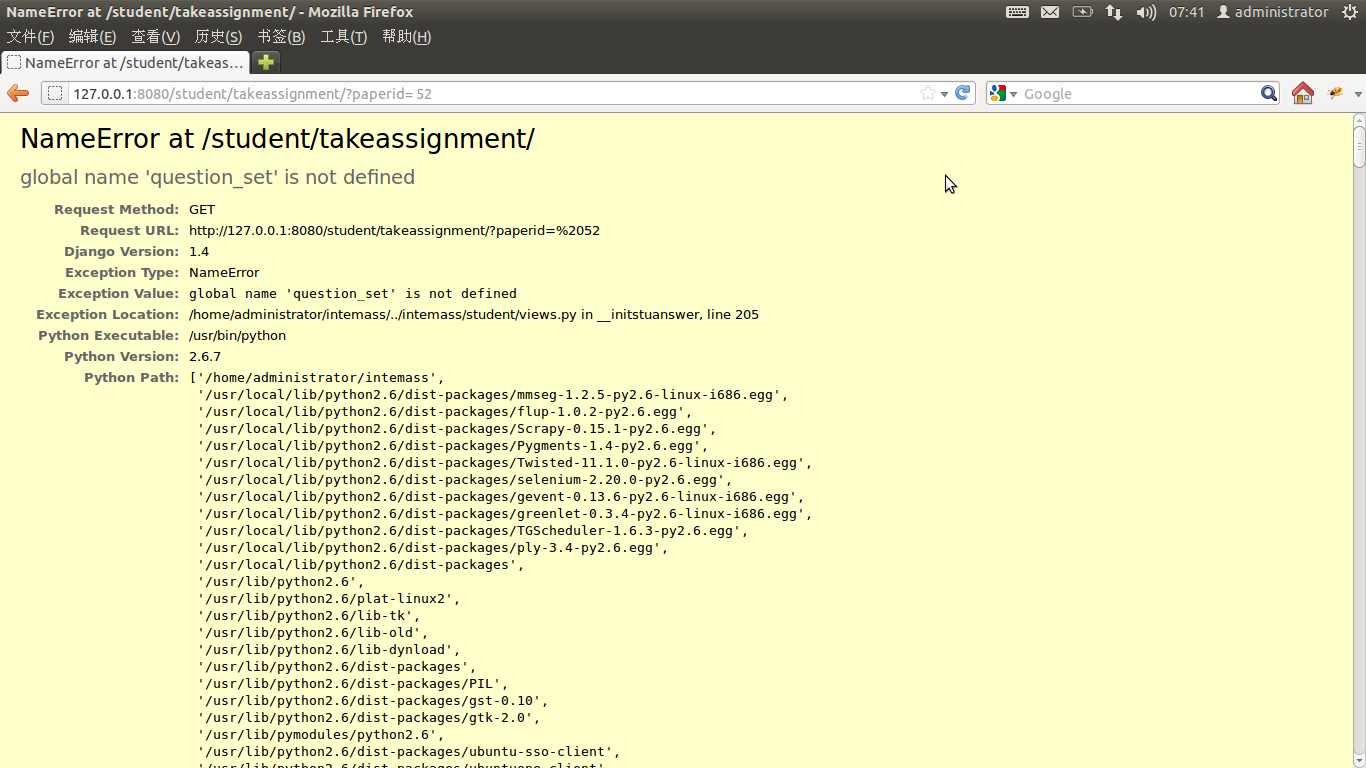 NameError at /student/takeassignment/ - Mozilla Firefox
07:41 administrator
文件(F) 编辑(E) 查看(V) 历史(S) 书签(B) 工具(T) 帮助(H)
NameError at /student/takeas...
127.0.0.1:8080/student/takeassignment/?paperid= 52
Google
NameError at /student/takeassignment/
global name 'question_set' is not defined
Request Method: GET
Request URL: http://127.0.0.1:8080/student/takeassignment/?paperid=%2052
Django Version: 1.4
Exception Type: NameError
Exception Value: global name 'question_set' is not defined
Exception Location: /home/administrator/intemass/../intemass/student/views.py in __initstuanswer, line 205
Python Executable: /usr/bin/python
Python Version: 2.6.7
Python Path: ['/home/administrator/intemass',
'/usr/local/lib/python2.6/dist-packages/mmseg-1.2.5-py2.6-linux-i686.egg',
'/usr/local/lib/python2.6/dist-packages/flup-1.0.2-py2.6.egg',
'/usr/local/lib/python2.6/dist-packages/Scrapy-0.15.1-py2.6.egg',
'/usr/local/lib/python2.6/dist-packages/Pygments-1.4-py2.6.egg',
'/usr/local/lib/python2.6/dist-packages/Twisted-11.1.0-py2.6-linux-i686.egg',
'/usr/local/lib/python2.6/dist-packages/selenium-2.20.0-py2.6.egg',
'/usr/local/lib/python2.6/dist-packages/gevent-0.13.6-py2.6-linux-i686.egg',
'/usr/local/lib/python2.6/dist-packages/greenlet-0.3.4-py2.6-linux-i686.egg',
'/usr/local/lib/python2.6/dist-packages/TGScheduler-1.6.3-py2.6.egg',
'/usr/local/lib/python2.6/dist-packages/ply-3.4-py2.6.egg',
'/usr/local/lib/python2.6/dist-packages',
'/usr/lib/python2.6',
'/usr/lib/python2.6/plat-linux2',
'/usr/lib/python2.6/lib-tk',
'/usr/lib/python2.6/lib-old',
'/usr/lib/python2.6/lib-dynload',
'/usr/lib/python2.6/dist-packages',
'/usr/lib/python2.6/dist-packages/PIL',
'/usr/lib/python2.6/dist-packages/gst-0.10',
'/usr/lib/python2.6/dist-packages/gtk-2.0',
'/usr/lib/pymodules/python2.6',
'/usr/lib/python2.6/dist-packages/ubuntu-sso-client',
'/usr/lib/python2.6/dist-packages/ubuntuone-client',